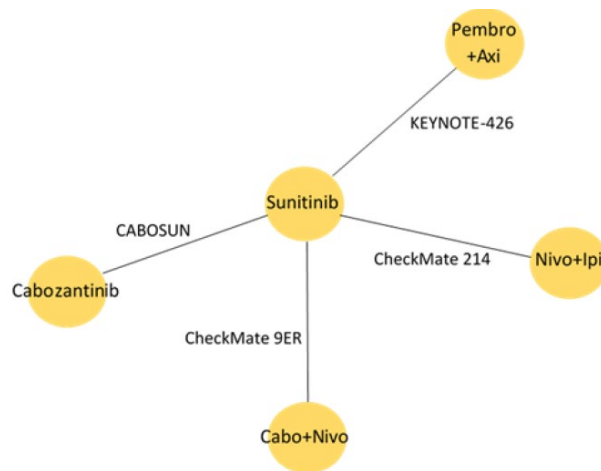 Pembro
+Axi
KEYNOTE-426
Sunitinib
CABOSUN
CheckMate 214
Nivo+Ipi
Cabozantinib
CheckMate 9ER
Cabo+Nivo